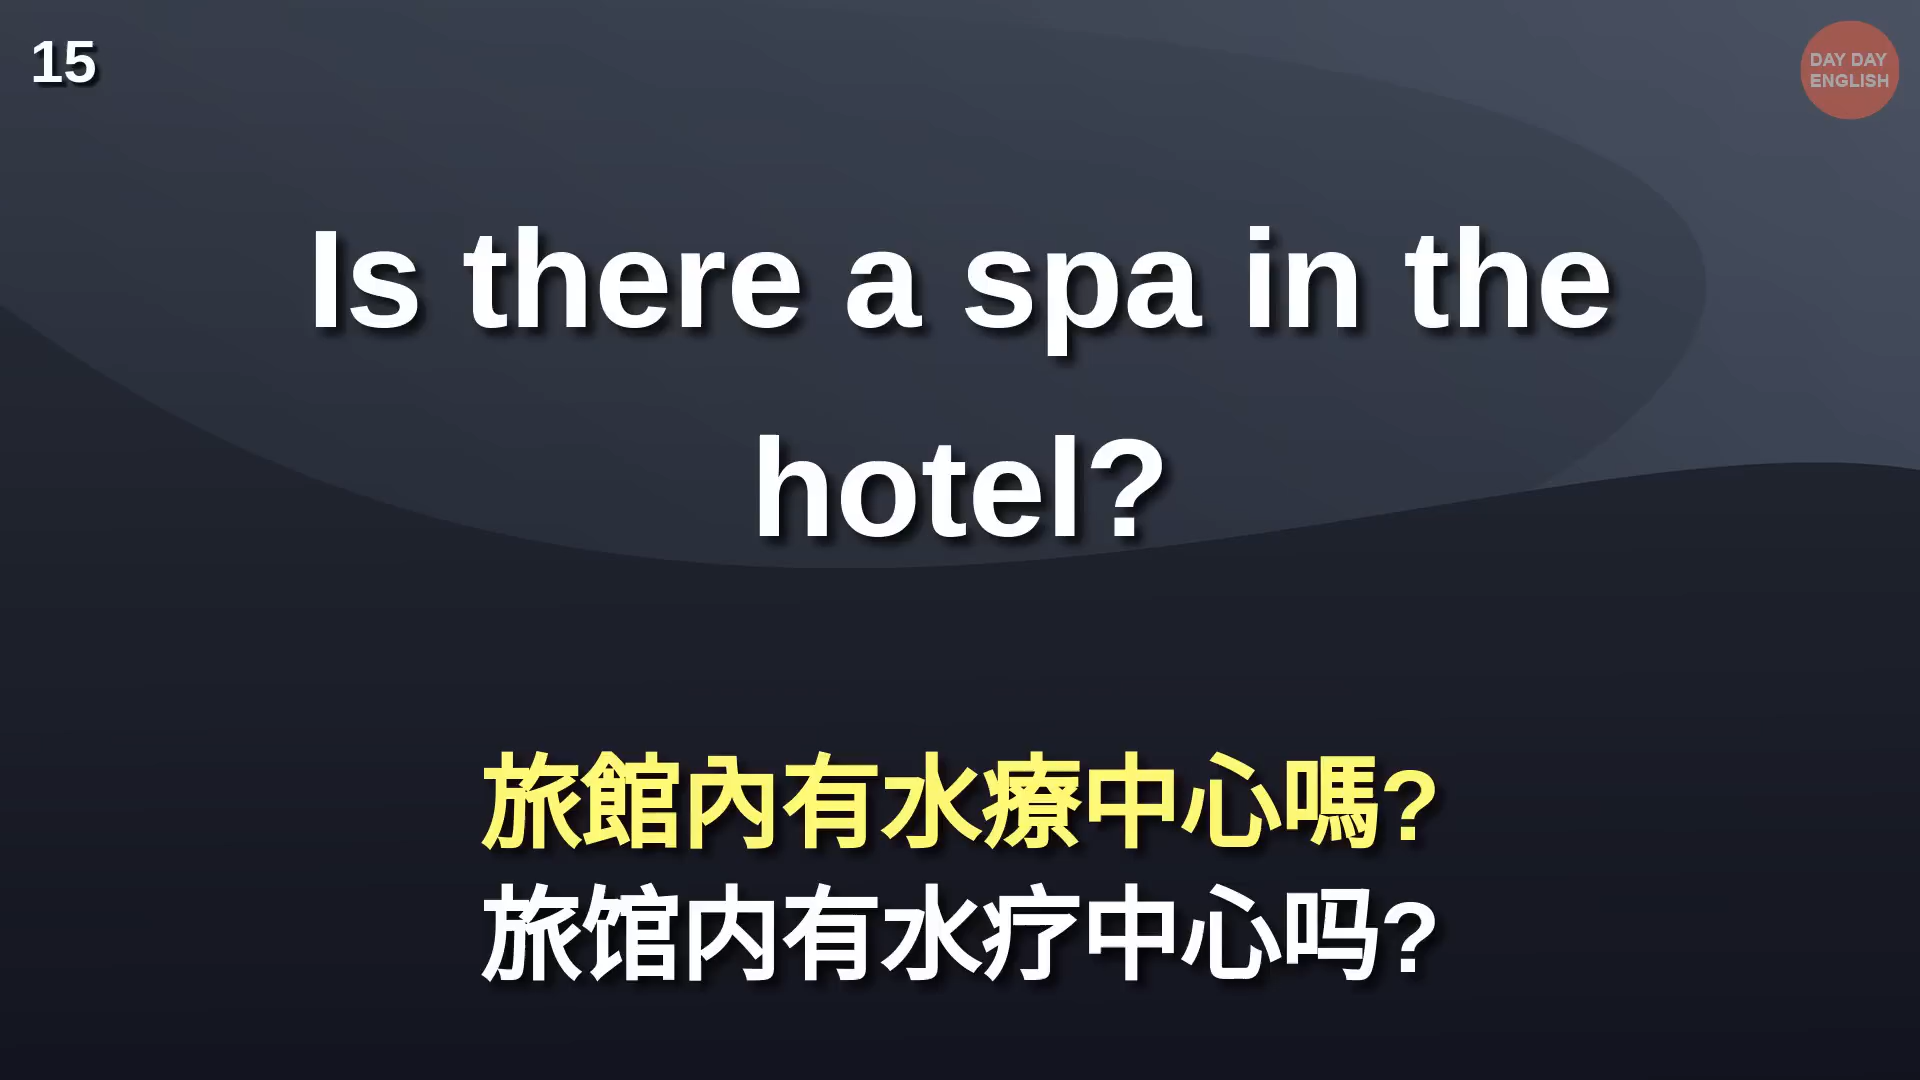 15
DAY DAY
ENGLISH
Is there a spa in the
hotel?
旅館內有水療中心嗎?
旅馆内有水疗中心吗?